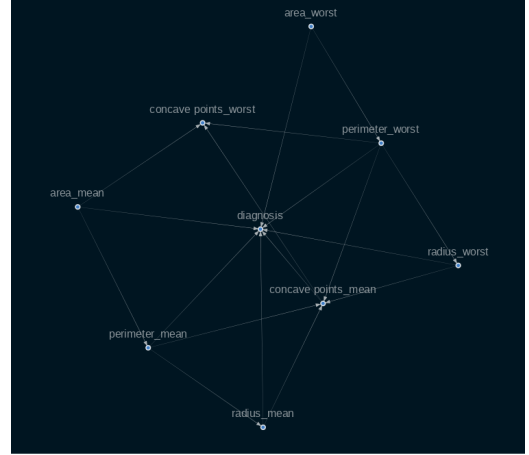 area_worst
concave points_worst
perimeter_worst
area_mean
diagnosis
radius_worst
concave points_mean
perimeter_mean
radius_mean